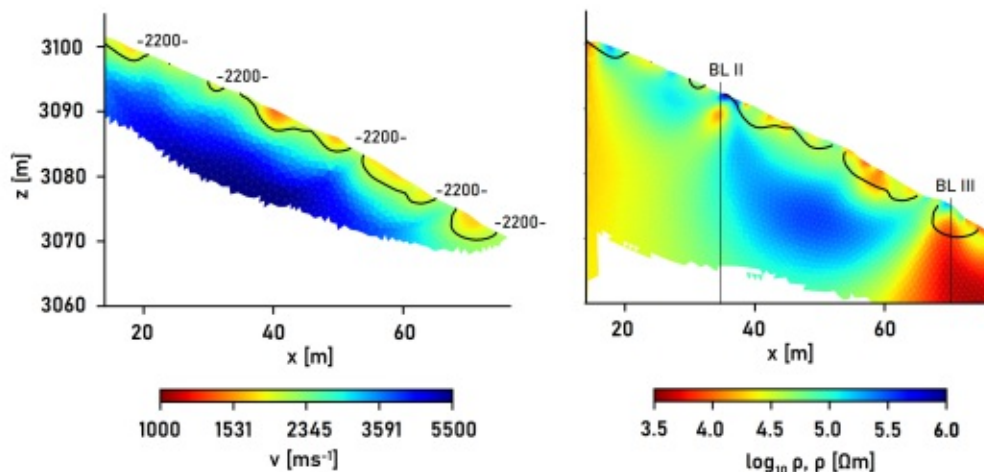 3100
3090
3080
3070
3060
z [m]
-2200-
-2200-
-2200-
-2200-
-2200-
20
40
60
x [m]
1000 1531 2345 3591 5500
v [ms⁻¹]
BL II
BL III
20
40
60
x [m]
3.5 4.0 4.5 5.0 5.5 6.0
log₁₀ ρ, ρ [Ωm]